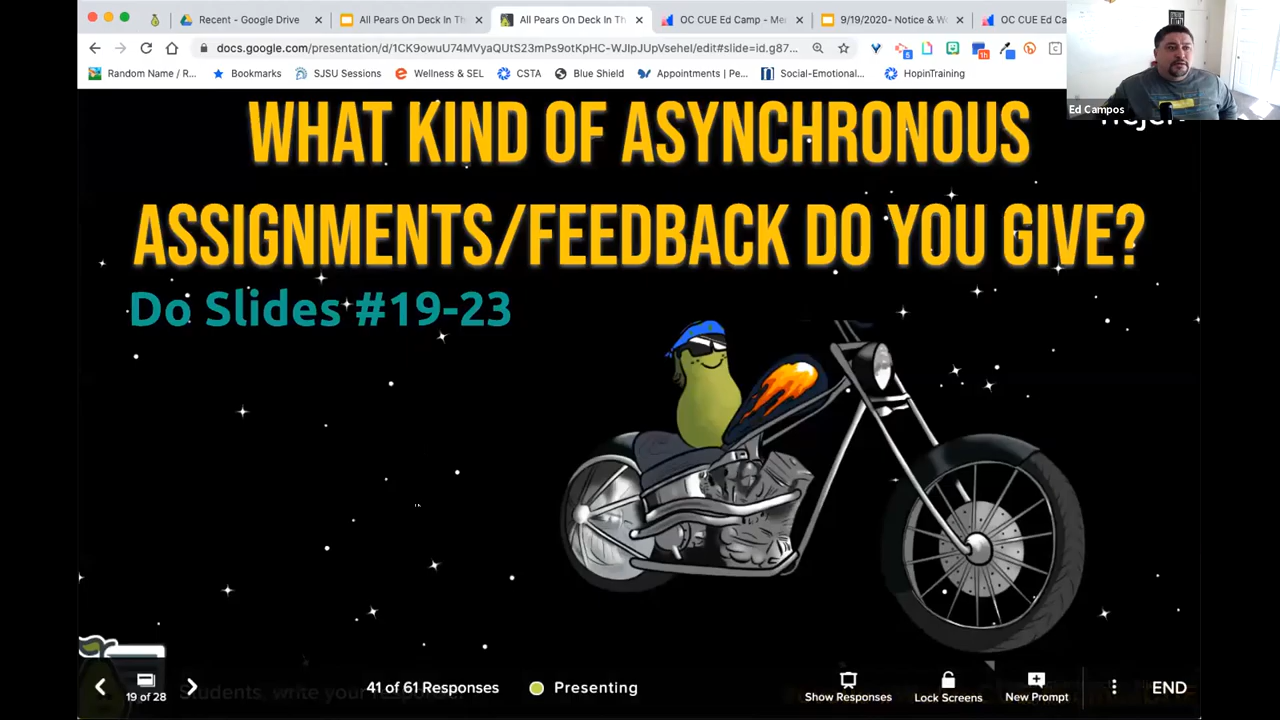 Recent - Google Drive
All Pears On Deck In Th
All Pears On Deck In Th
OC CUE Ed Camp - Me
9/19/2020- Notice & W
OC CUE Ed Ca
docs.google.com/presentation/d/1CK9owuU74MVyaQUtS23mPs9otKpHC-WJIpJUpVseheI/edit#slide=id.g87...
Random Name / R...
Bookmarks
SJSU Sessions
Wellness & SEL
CSTA
Blue Shield
Appointments | Pe...
Social-Emotional...
HopinTraining
Ed Campos
WHAT KIND OF ASYNCHRONOUS
ASSIGNMENTS/FEEDBACK DO YOU GIVE?
Do Slides #19-23
Students, write your
19 of 28
41 of 61 Responses
Presenting
Show Responses
Lock Screens
New Prompt
END